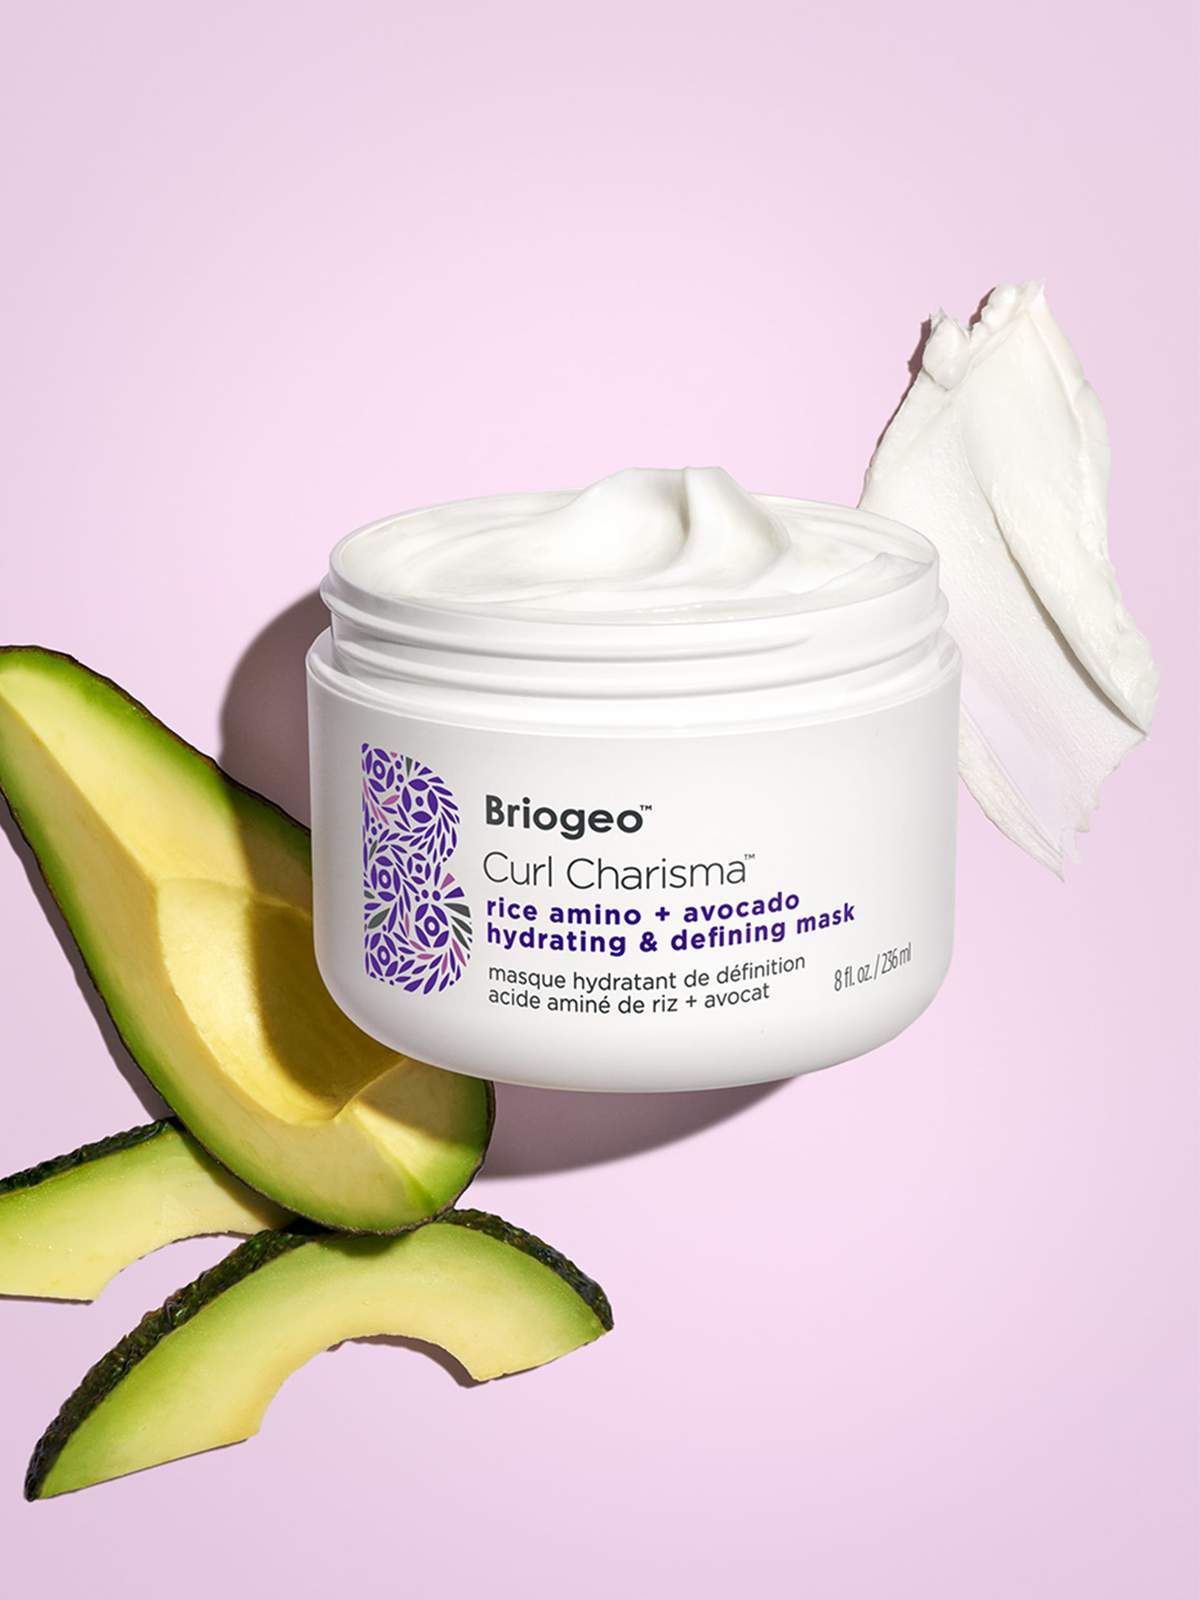 Briogeo™
Curl Charisma™
rice amino + avocado
hydrating & defining mask
masque hydratant de définition
acide aminé de riz + avocat
8 fl. oz. / 236 ml